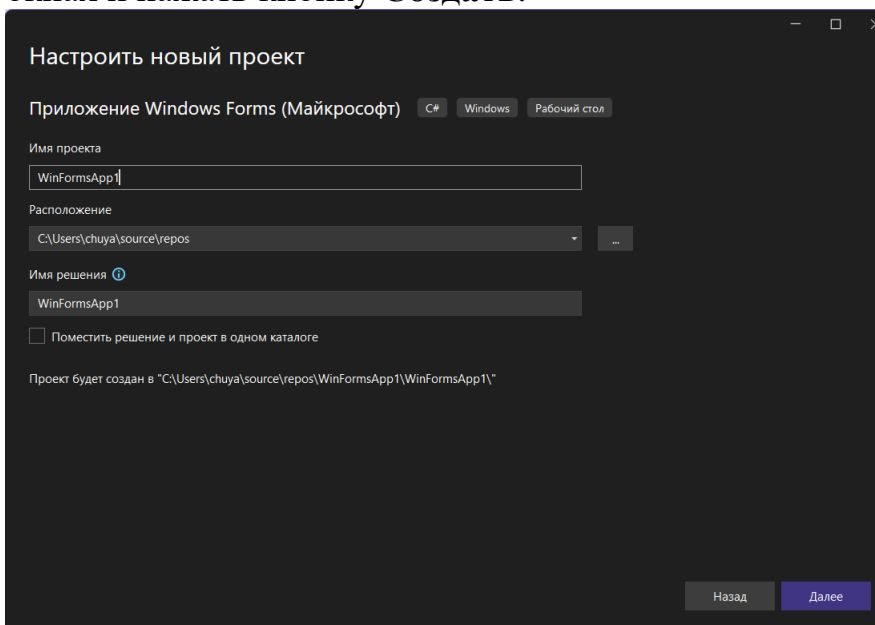 Настроить новый проект
Приложение Windows Forms (Майкрософт) C# Windows Рабочий стол
Имя проекта
WinFormsApp1
Расположение
C:\Users\chuya\source\repos
...
Имя решения
WinFormsApp1
Поместить решение и проект в одном каталоге
Проект будет создан в "C:\Users\chuya\source\repos\WinFormsApp1\WinFormsApp1\"
Назад Далее